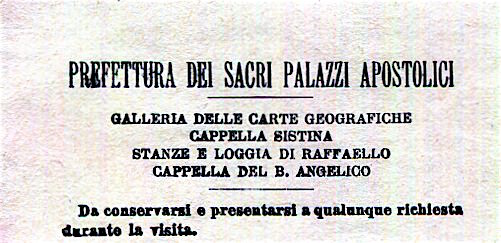 PREFETTURA DEI SACRI PALAZZI APOSTOLICI
GALLERIA DELLE CARTE GEOGRAFICHE
CAPPELLA SISTINA
STANZE E LOGGIA DI RAFFAELLO
CAPPELLA DEL B. ANGELICO
Da conservarsi e presentarsi a qualunque richiesta
durante la visita.